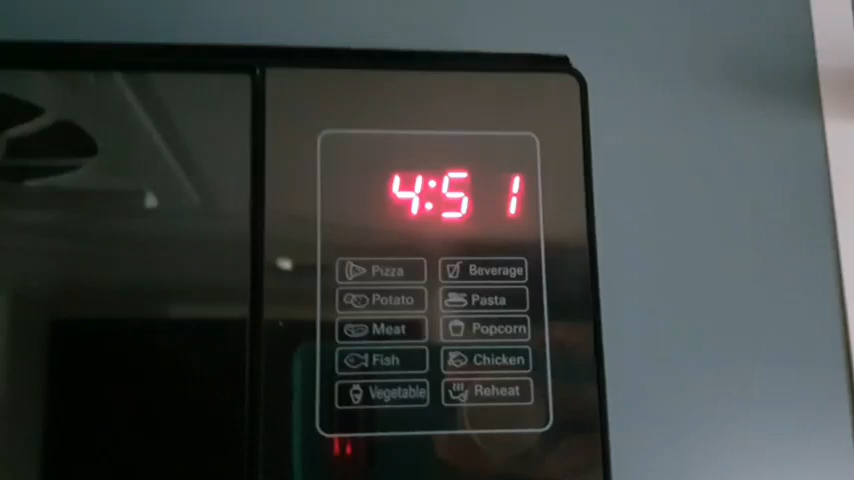 4:51
Pizza Beverage
Potato Pasta
Meat Popcorn
Fish Chicken
Vegetable Reheat